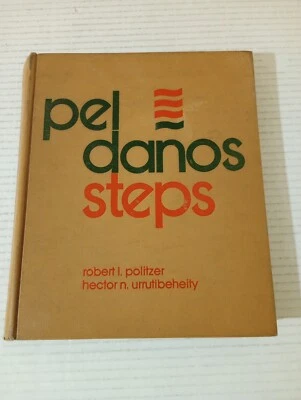 pel
danos
steps
robert l. politzer
hector n. urrutibeheity